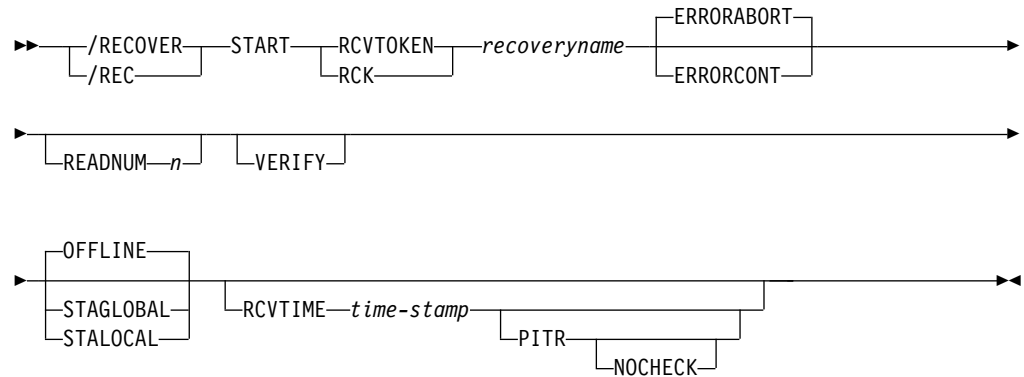 ERRORABORT
/RECOVER START RCVTOKEN recoveryname
/REC RCK ERRORCONT
READNUM n VERIFY
OFFLINE
STAGLOBAL RCVTIME time-stamp
STALOCAL PITR
NOCHECK